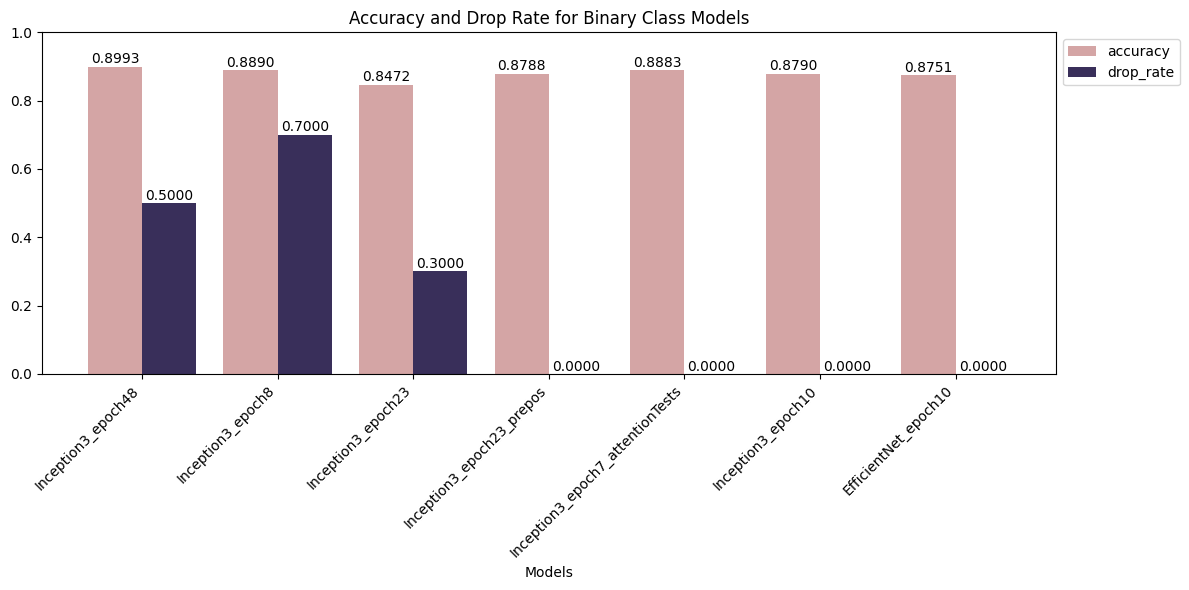 Accuracy and Drop Rate for Binary Class Models
1.0
0.8
0.6
0.4
0.2
0.0
0.8993
0.5000
0.8890
0.7000
0.8472
0.3000
0.8788
0.0000
0.8883
0.0000
0.8790
0.0000
0.8751
0.0000
accuracy
drop_rate
Inception3_epoch48
Inception3_epoch8
Inception3_epoch23
Inception3_epoch23_prepos
Inception3_epoch7_attentionTests
Inception3_epoch10
EfficientNet_epoch10
Models